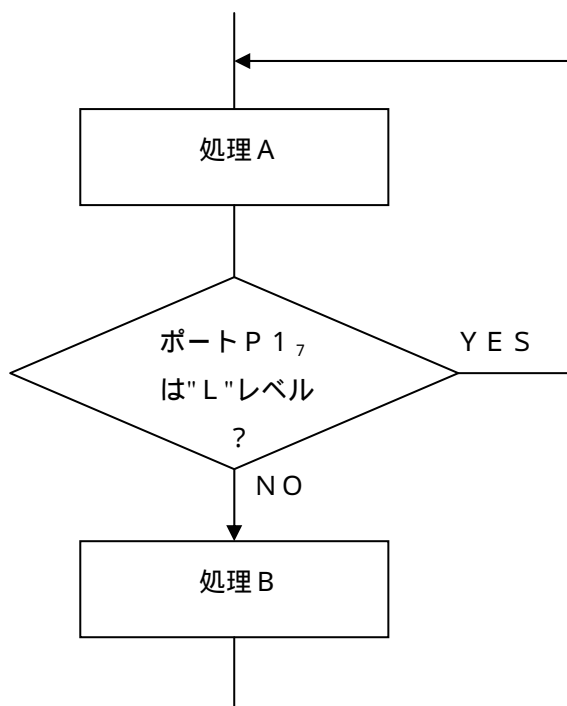 処理A
ポートP1₇
は"L"レベル
?
YES
NO
処理B